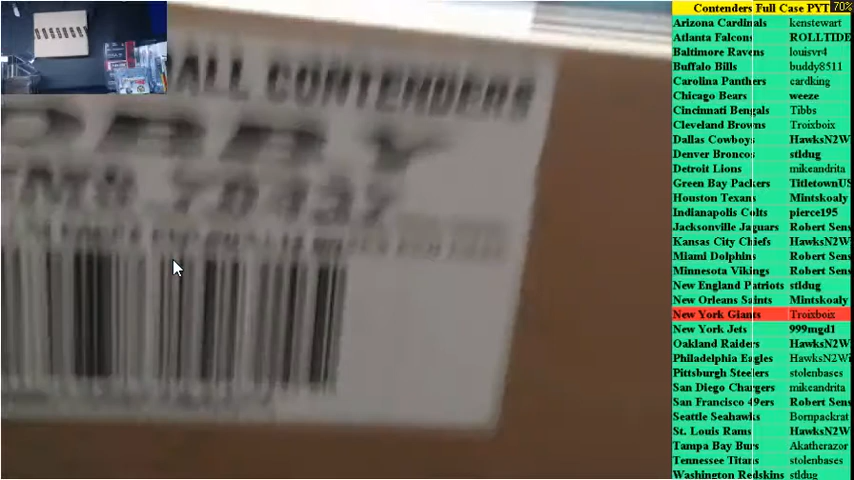 ALL CONTENDERS
Contenders Full Case PYT 70%
Arizona Cardinals kenstewart
Atlanta Falcons ROLLTIDE
Baltimore Ravens louisvr4
Buffalo Bills buddy8511
Carolina Panthers cardking
Chicago Bears weeze
Cincinnati Bengals Tibbs
Cleveland Browns Troixboix
Dallas Cowboys HawksN2W
Denver Broncos stldug
Detroit Lions mikeandrita
Green Bay Packers TitletownUS
Houston Texans Mintskoaly
Indianapolis Colts pierce195
Jacksonville Jaguars Robert Sens
Kansas City Chiefs HawksN2W
Miami Dolphins Robert Sens
Minnesota Vikings Robert Sens
New England Patriots stldug
New Orleans Saints Mintskoaly
New York Giants Troixboix
New York Jets 999mgd1
Oakland Raiders HawksN2W
Philadelphia Eagles HawksN2Wi
Pittsburgh Steelers stolenbases
San Diego Chargers mikeandrita
San Francisco 49ers Robert Sens
Seattle Seahawks Bornpackrat
St. Louis Rams HawksN2W
Tampa Bay Burs Akatherazor
Tennessee Titans stolenbases
Washington Redskins stldug